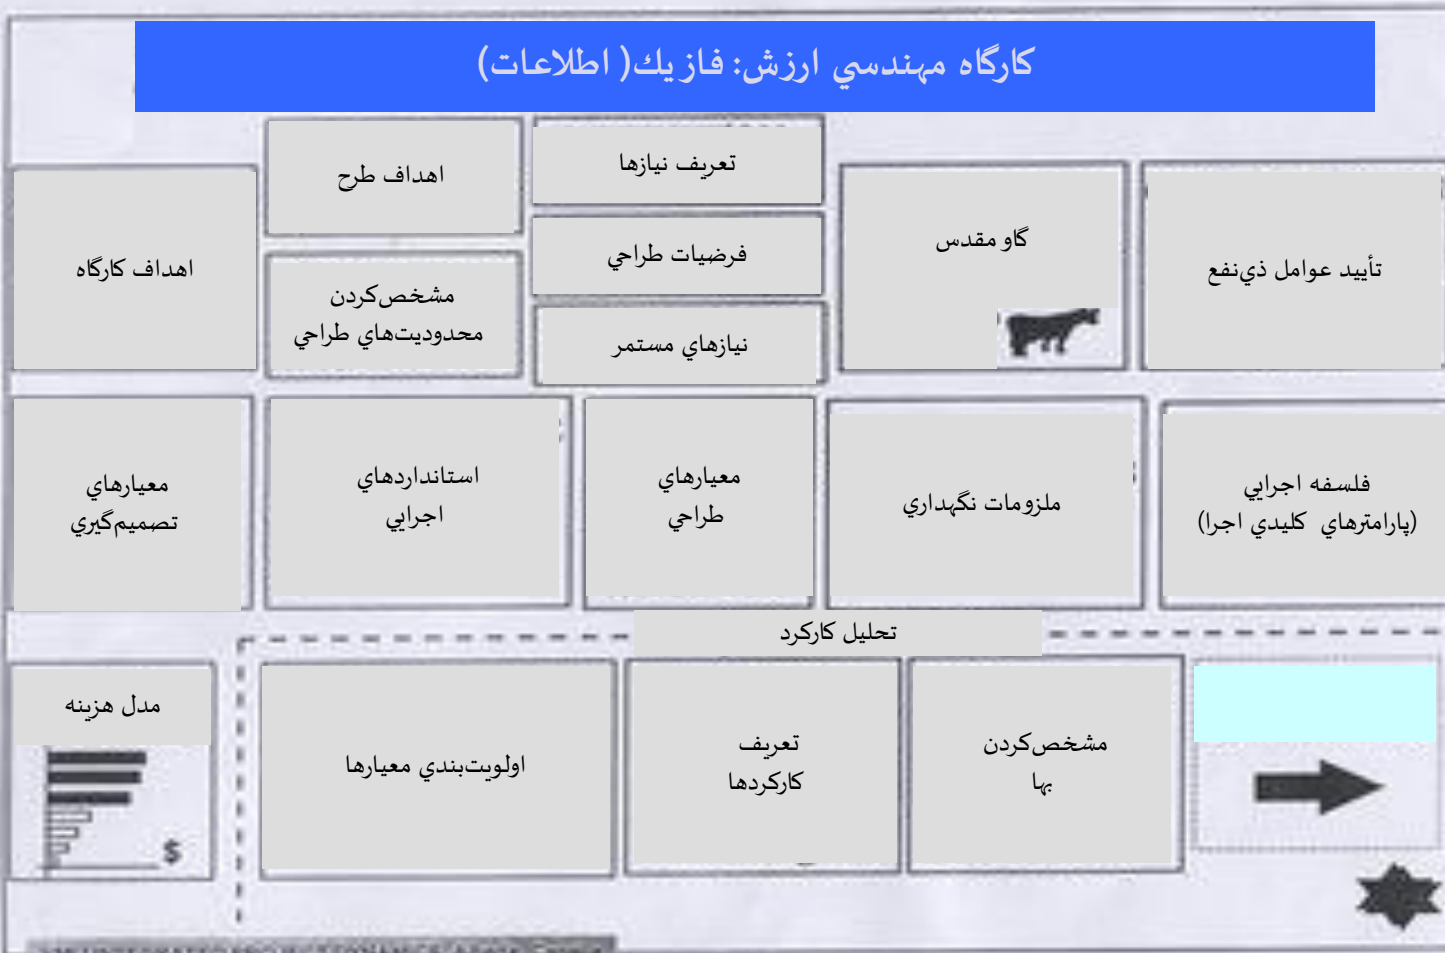 كارگاه مهندسي ارزش: فاز يك( اطلاعات)
تعريف نيازها
اهداف طرح
گاو مقدس
فرضيات طراحي
تأييد عوامل ذي‌نفع
اهداف كارگاه
مشخص‌كردن
محدوديت‌هاي طراحي
نيازهاي مستمر
فلسفه اجرايي
(پارامترهاي كليدي اجرا)
ملزومات نگهداري
معيارهاي
طراحي
استانداردهاي
اجرايي
معيارهاي
تصميم‌گيري
تحليل كاركرد
مدل هزينه
$
اولويت‌بندي معيارها
تعريف
كاركردها
مشخص‌كردن
بها